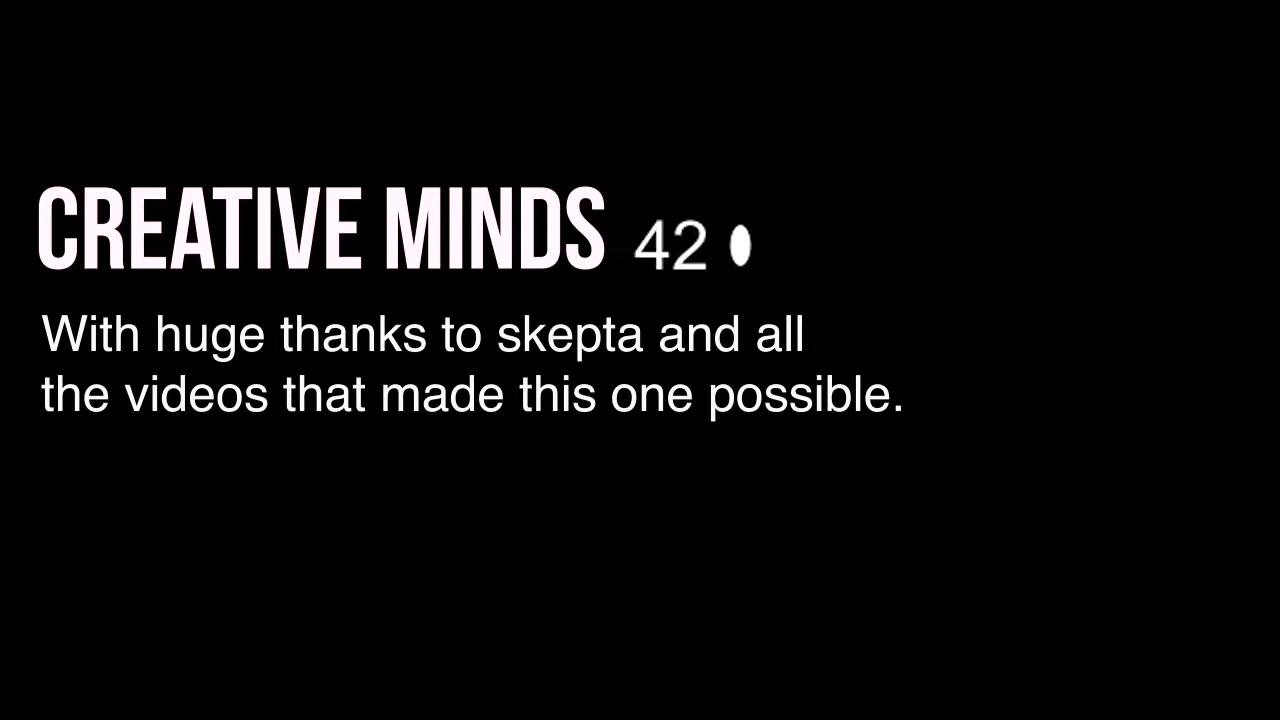 CREATIVE MINDS 42
With huge thanks to skepta and all
the videos that made this one possible.